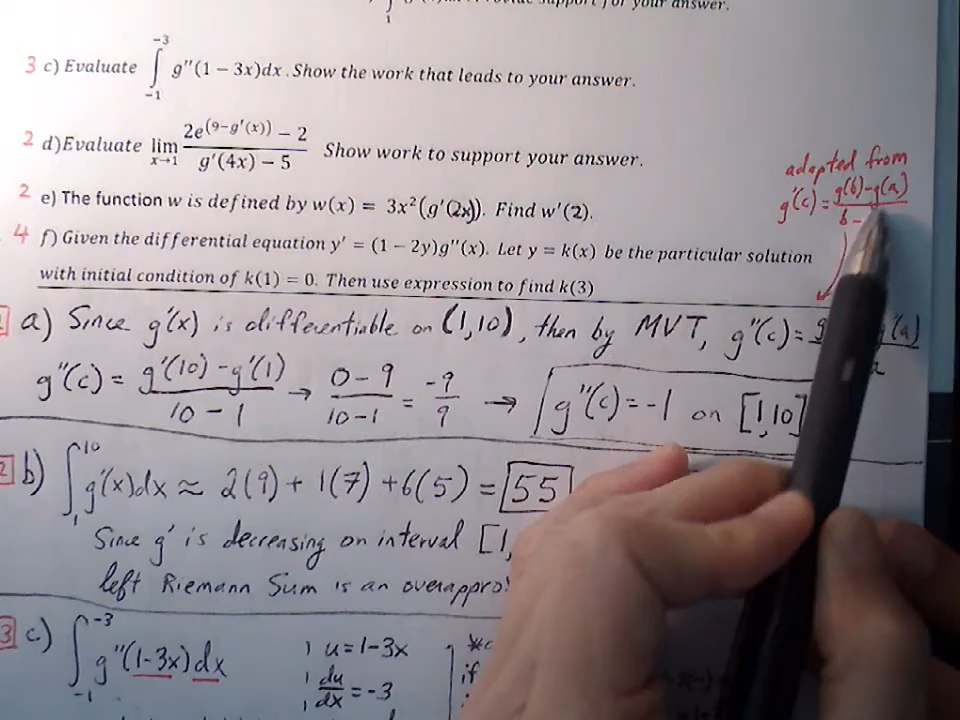 for your answer.
3 c) Evaluate ∫_{-1}^{-3} g''(1 − 3x)dx . Show the work that leads to your answer.
2 d)Evaluate lim_{x→1} (2e^{(9−g'(x))} − 2)/(g'(4x) − 5) Show work to support your answer.
adapted from
g'(c) = (g(b)-g(a))/(b-
2 e) The function w is defined by w(x) = 3x²(g'(2x)). Find w'(2).
4 f) Given the differential equation y' = (1 − 2y)g''(x). Let y = k(x) be the particular solution
with initial condition of k(1) = 0. Then use expression to find k(3)
a) Since g'(x) is differentiable on (1,10), then by MVT, g''(c) = g'(a)
g''(c) = (g'(10) - g'(1))/(10 - 1) → (0-9)/(10-1) = -9/9 → g''(c) = -1 on [1,10]
2 b) ∫_1^10 g'(x)dx ≈ 2(9) + 1(7) + 6(5) = 55
Since g' is decreasing on interval [1,
left Riemann Sum is an overappro
3 c) ∫_{-1}^{-3} g''(1-3x)dx
u = 1-3x
du/dx = -3
if